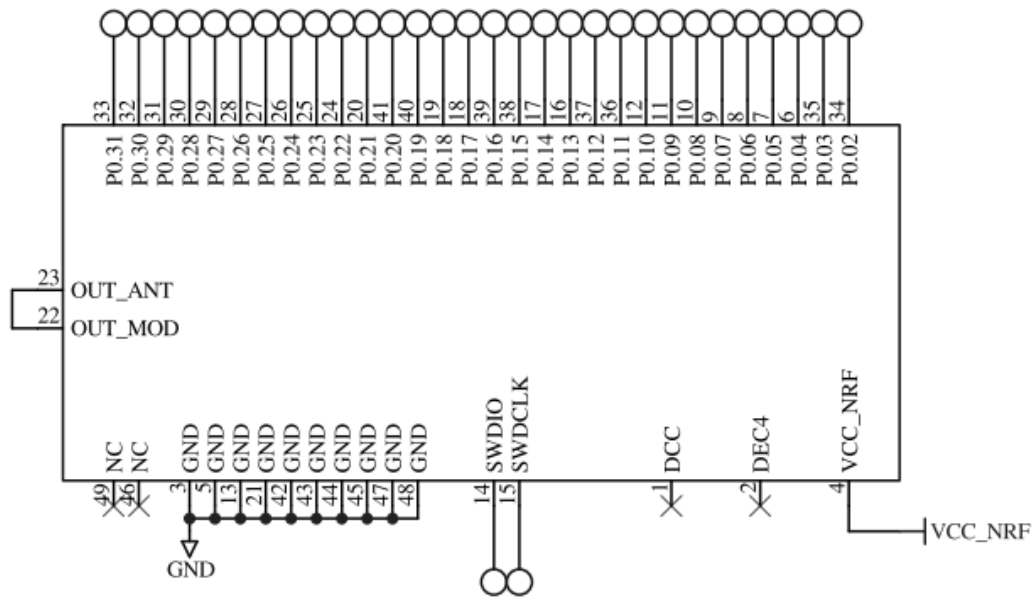 33 32 31 30 29 28 27 26 25 24 20 41 40 19 18 39 38 17 16 37 36 12 11 10 9 8 7 6 35 34
P0.31 P0.30 P0.29 P0.28 P0.27 P0.26 P0.25 P0.24 P0.23 P0.22 P0.21 P0.20 P0.19 P0.18 P0.17 P0.16 P0.15 P0.14 P0.13 P0.12 P0.11 P0.10 P0.09 P0.08 P0.07 P0.06 P0.05 P0.04 P0.03 P0.02
23 OUT_ANT
22 OUT_MOD
NC NC GND GND GND GND GND GND GND GND GND GND SWDIO SWDCLK DCC DEC4 VCC_NRF
49 46 3 5 13 21 42 43 44 45 47 48 14 15 1 2 4
VCC_NRF
GND